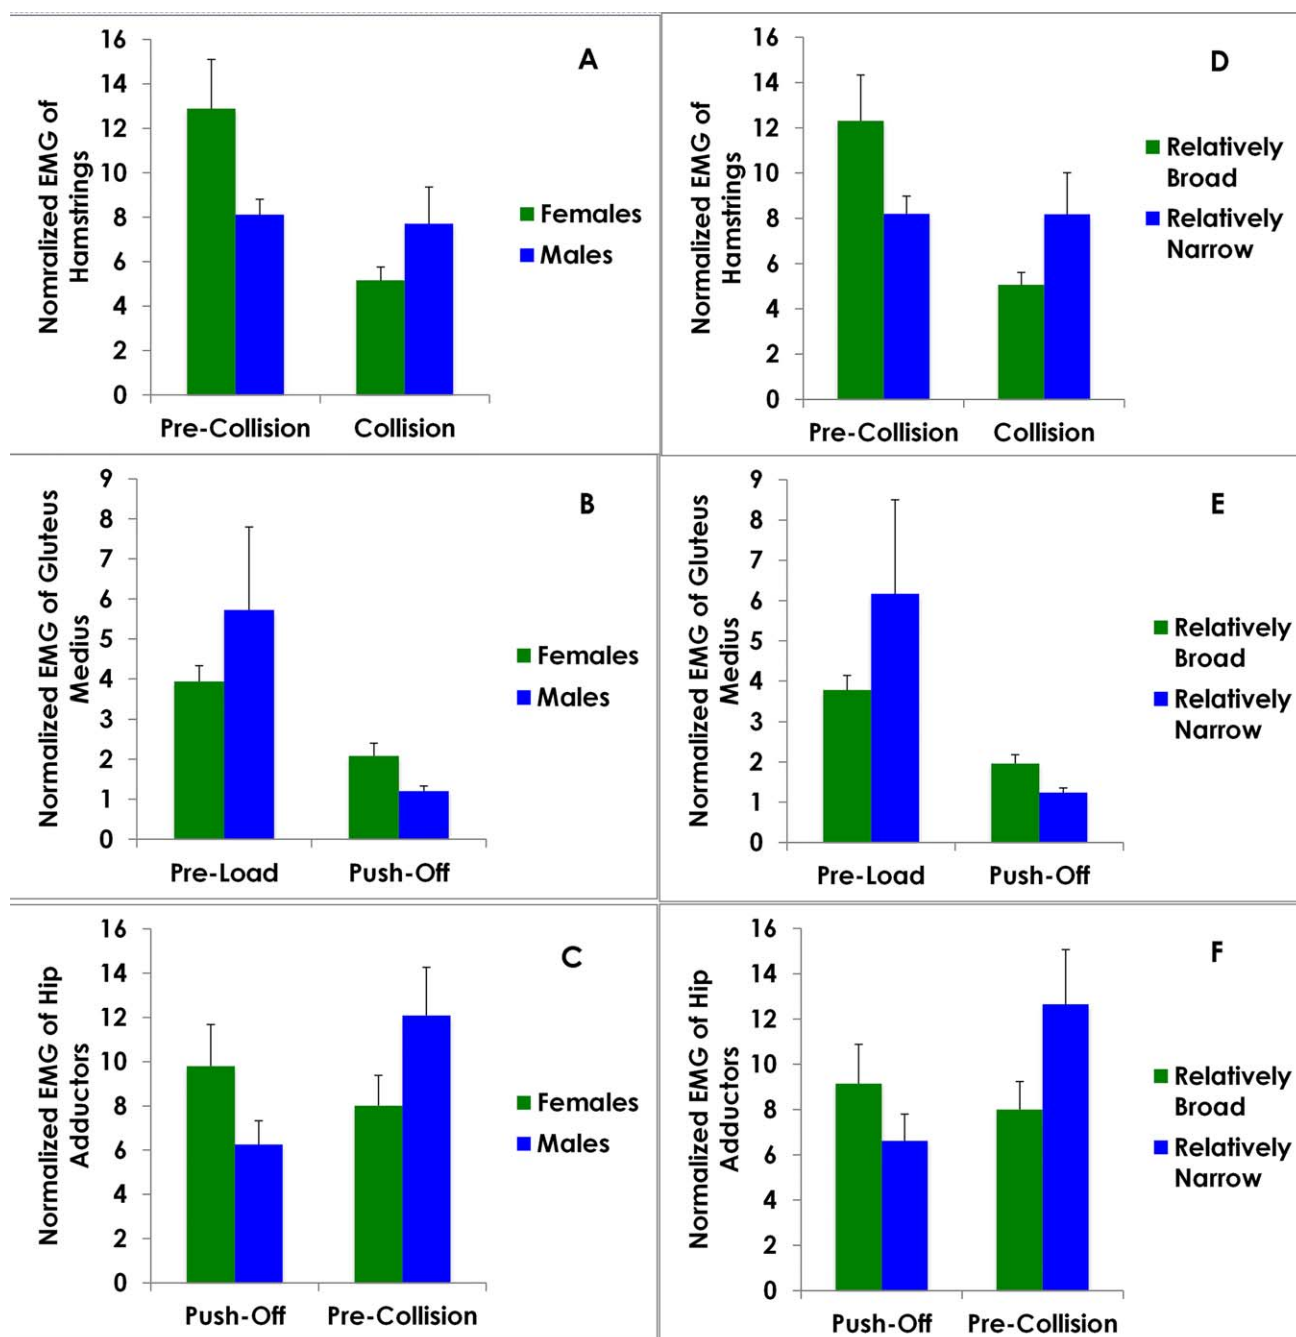 A
Nomralized EMG of
Hamstrings
16
14
12
10
8
6
4
2
0
Pre-Collision
Collision
Females
Males
D
Normalized EMG of
Hamstrings
16
14
12
10
8
6
4
2
0
Pre-Collision
Collision
Relatively
Broad
Relatively
Narrow
B
Normalized EMG of Gluteus
Medius
9
8
7
6
5
4
3
2
1
0
Pre-Load
Push-Off
Females
Males
E
Normalized EMG of Gluteus
Medius
9
8
7
6
5
4
3
2
1
0
Pre-Load
Push-Off
Relatively
Broad
Relatively
Narrow
C
Normalized EMG of Hip
Adductors
16
14
12
10
8
6
4
2
0
Push-Off
Pre-Collision
Females
Males
F
Normalized EMG of Hip
Adductors
16
14
12
10
8
6
4
2
0
Push-Off
Pre-Collision
Relatively
Broad
Relatively
Narrow